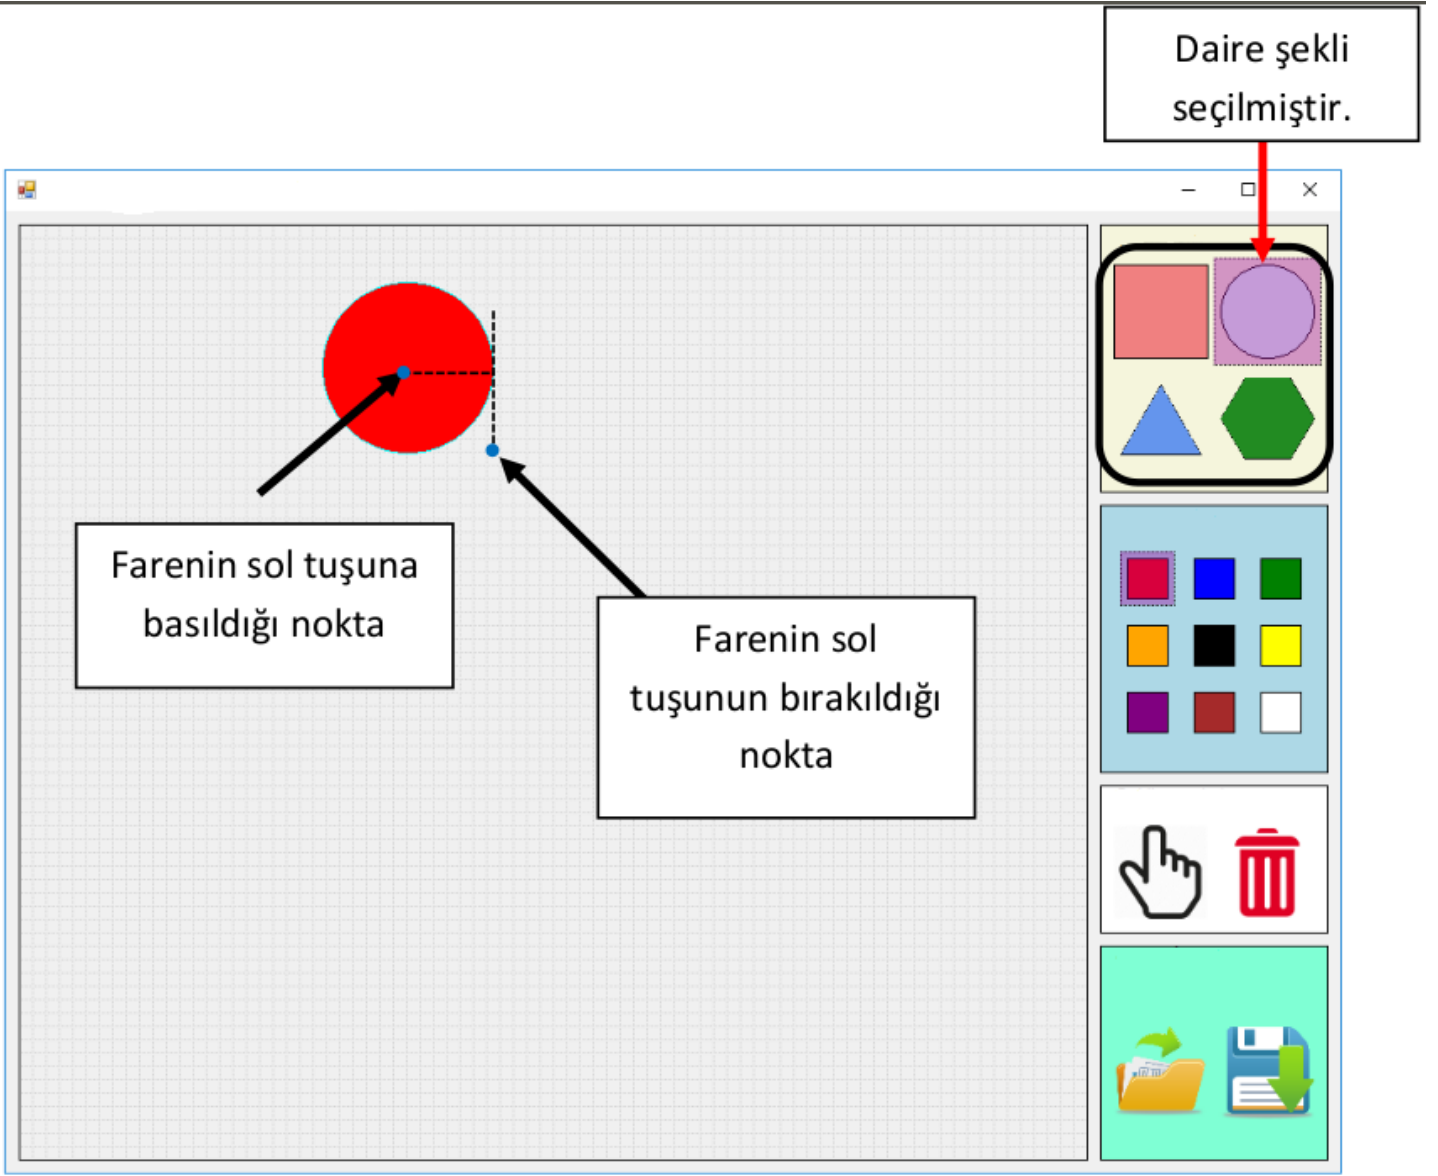 Daire şekli
seçilmiştir.
Farenin sol tuşuna
basıldığı nokta
Farenin sol
tuşunun bırakıldığı
nokta